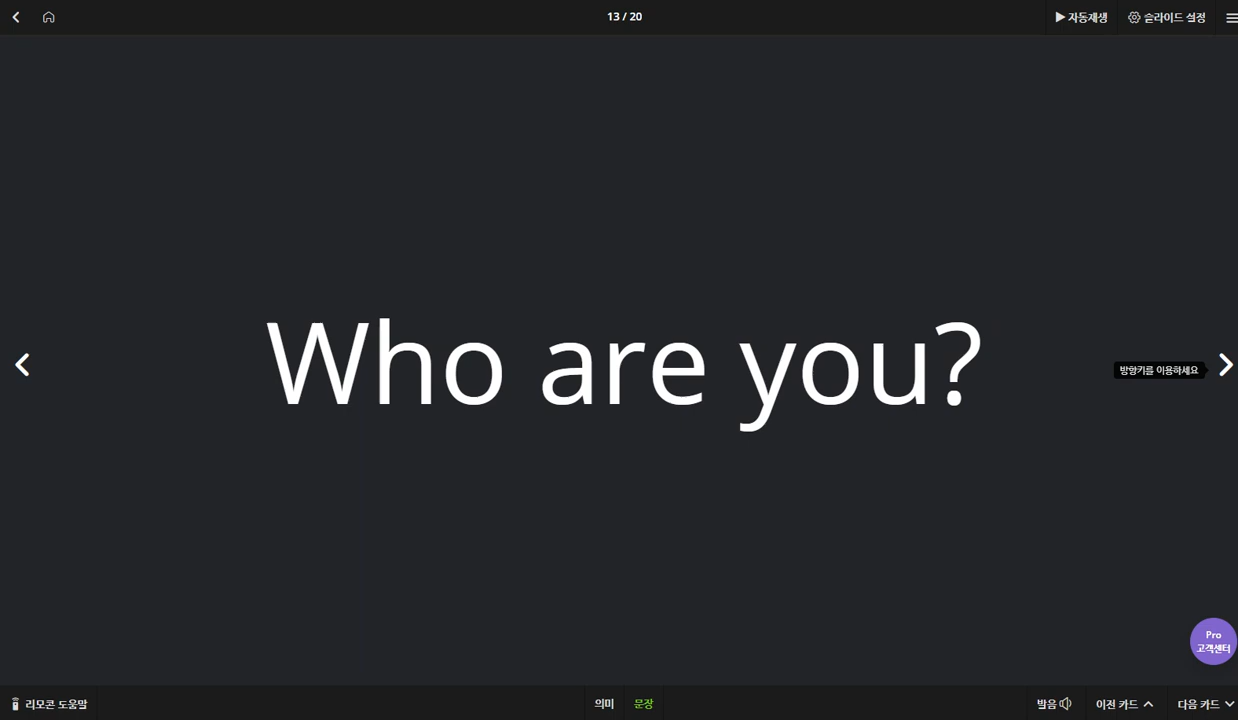 13 / 20
자동재생
슬라이드 설정
Who are you?
방향키를 이용하세요
Pro
고객센터
리모콘 도움말
의미
문장
발음
이전 카드
다음 카드